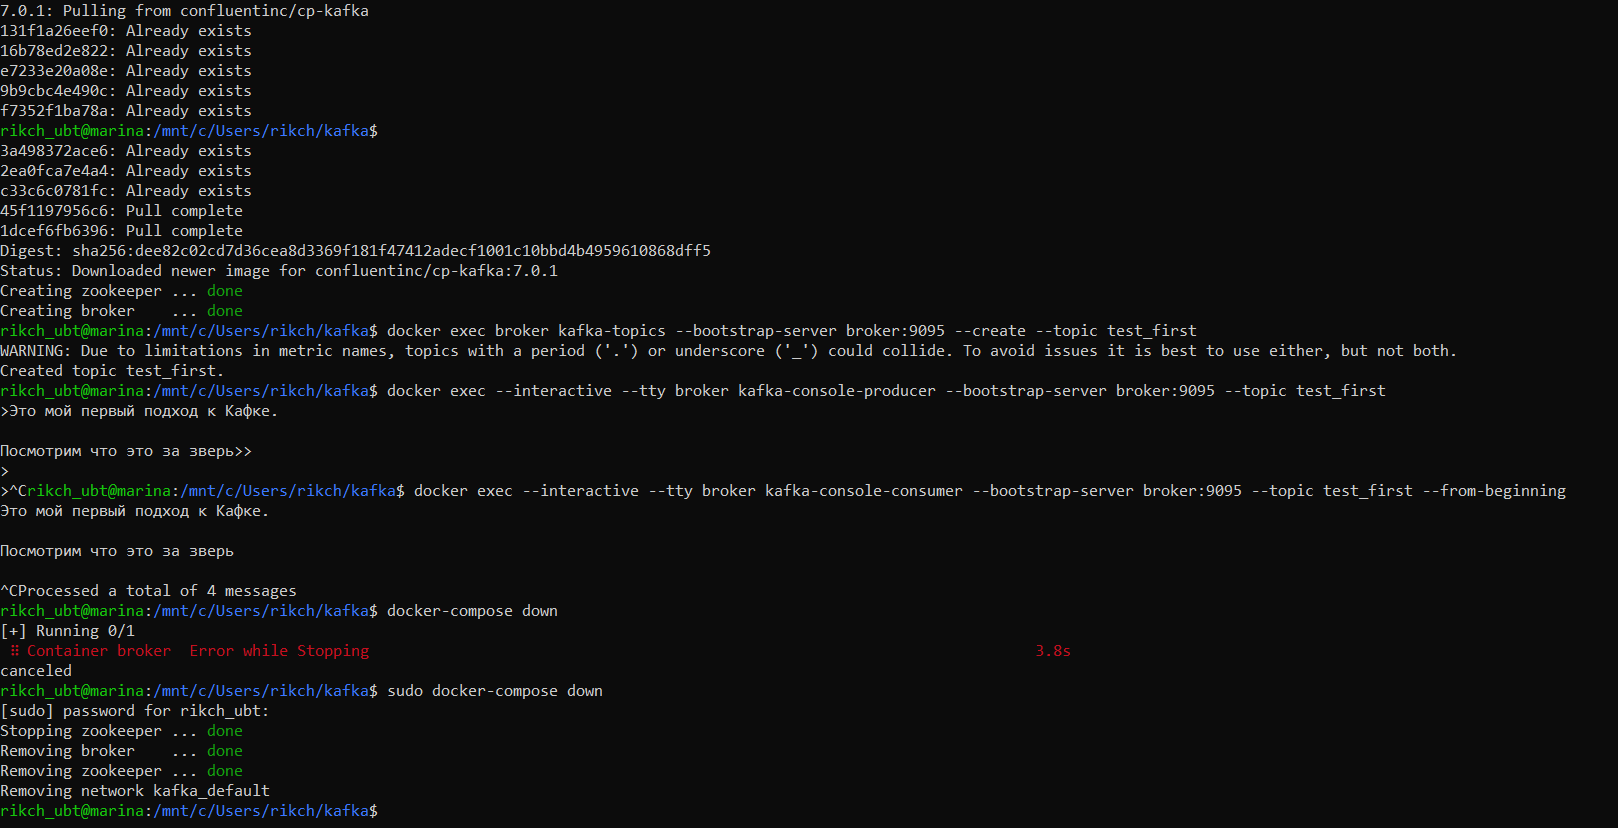 7.0.1: Pulling from confluentinc/cp-kafka
131f1a26eef0: Already exists
16b78ed2e822: Already exists
e7233e20a08e: Already exists
9b9cbc4e490c: Already exists
f7352f1ba78a: Already exists
rikch_ubt@marina:/mnt/c/Users/rikch/kafka$
3a498372ace6: Already exists
2ea0fca7e4a4: Already exists
c33c6c0781fc: Already exists
45f1197956c6: Pull complete
1dcef6fb6396: Pull complete
Digest: sha256:dee82c02cd7d36cea8d3369f181f47412adecf1001c10bbd4b4959610868dff5
Status: Downloaded newer image for confluentinc/cp-kafka:7.0.1
Creating zookeeper ... done
Creating broker    ... done
rikch_ubt@marina:/mnt/c/Users/rikch/kafka$ docker exec broker kafka-topics --bootstrap-server broker:9095 --create --topic test_first
WARNING: Due to limitations in metric names, topics with a period ('.') or underscore ('_') could collide. To avoid issues it is best to use either, but not both.
Created topic test_first.
rikch_ubt@marina:/mnt/c/Users/rikch/kafka$ docker exec --interactive --tty broker kafka-console-producer --bootstrap-server broker:9095 --topic test_first
>Это мой первый подход к Кафке.
Посмотрим что это за зверь>>
>
>^Crikch_ubt@marina:/mnt/c/Users/rikch/kafka$ docker exec --interactive --tty broker kafka-console-consumer --bootstrap-server broker:9095 --topic test_first --from-beginning
Это мой первый подход к Кафке.
Посмотрим что это за зверь
^CProcessed a total of 4 messages
rikch_ubt@marina:/mnt/c/Users/rikch/kafka$ docker-compose down
[+] Running 0/1
⠿ Container broker  Error while Stopping 3.8s
canceled
rikch_ubt@marina:/mnt/c/Users/rikch/kafka$ sudo docker-compose down
[sudo] password for rikch_ubt:
Stopping zookeeper ... done
Removing broker    ... done
Removing zookeeper ... done
Removing network kafka_default
rikch_ubt@marina:/mnt/c/Users/rikch/kafka$